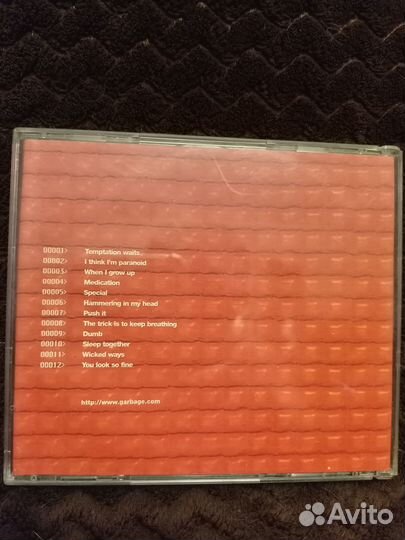 00001> Temptation waits
00002> I think I'm paranoid
00003> When I grow up
00004> Medication
00005> Special
00006> Hammering in my head
00007> Push it
00008> The trick is to keep breathing
00009> Dumb
00010> Sleep together
00011> Wicked ways
00012> You look so fine
http://www.garbage.com
Avito